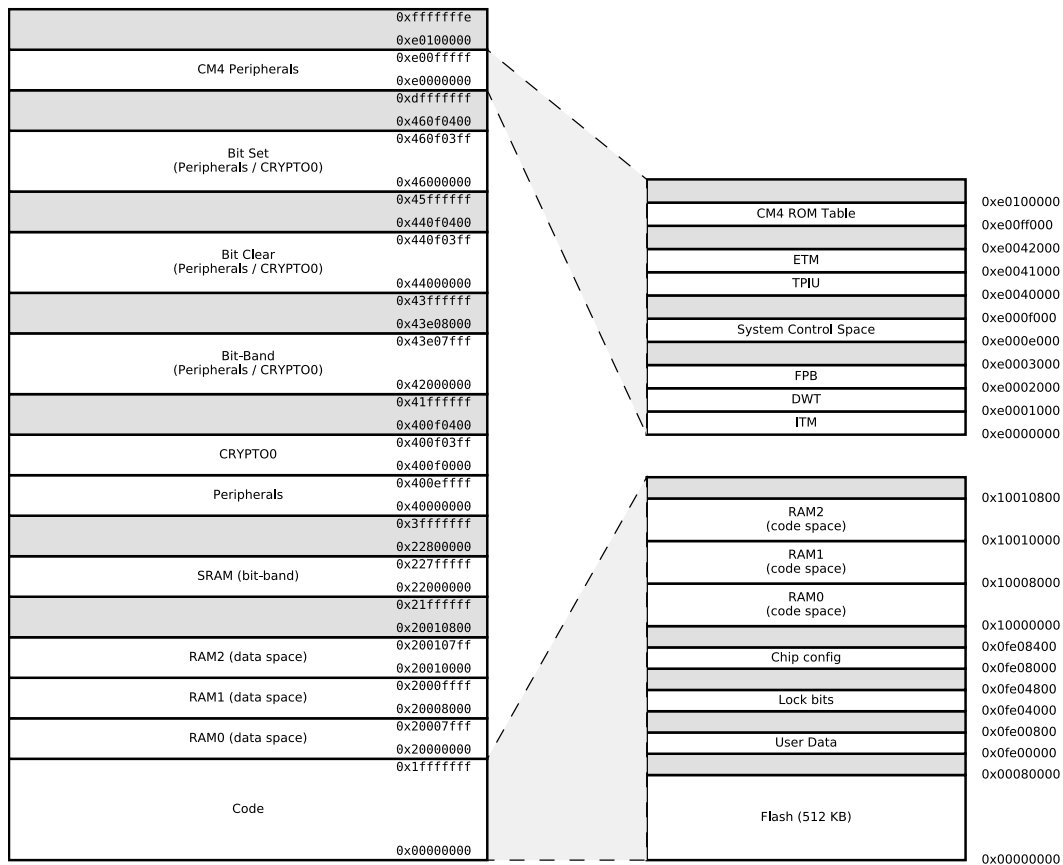 0xfffffffe
0xe0100000
0xe00fffff
CM4 Peripherals
0xe0000000
0xdfffffff
0x460f0400
0x460f03ff
Bit Set
(Peripherals / CRYPTO0)
0x46000000
0x45ffffff
0x440f0400
0x440f03ff
Bit Clear
(Peripherals / CRYPTO0)
0x44000000
0x43ffffff
0x43e08000
0x43e07fff
Bit-Band
(Peripherals / CRYPTO0)
0x42000000
0x41ffffff
0x400f0400
0x400f03ff
CRYPTO0
0x400f0000
0x400effff
Peripherals
0x40000000
0x3fffffff
0x22800000
0x227fffff
SRAM (bit-band)
0x22000000
0x21ffffff
0x20010800
0x200107ff
RAM2 (data space)
0x20010000
0x2000ffff
RAM1 (data space)
0x20008000
0x20007fff
RAM0 (data space)
0x20000000
0x1fffffff
Code
0x00000000
0xe0100000
CM4 ROM Table
0xe00ff000
0xe0042000
ETM
0xe0041000
TPIU
0xe0040000
0xe000f000
System Control Space
0xe000e000
0xe0003000
FPB
0xe0002000
DWT
0xe0001000
ITM
0xe0000000
0x10010800
RAM2
(code space)
0x10010000
RAM1
(code space)
0x10008000
RAM0
(code space)
0x10000000
0x0fe08400
Chip config
0x0fe08000
0x0fe04800
Lock bits
0x0fe04000
0x0fe00800
User Data
0x0fe00000
0x00080000
Flash (512 KB)
0x00000000